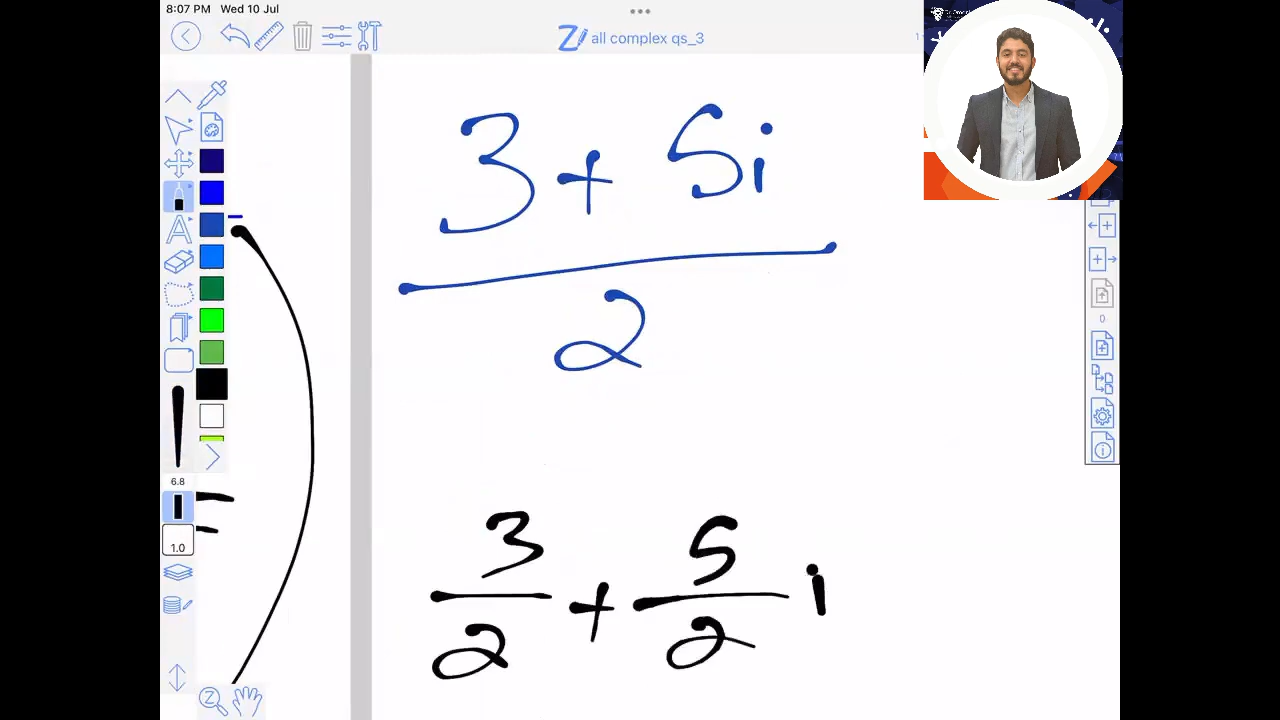 8:07 PM Wed 10 Jul
all complex qs_3
3 + 5i
2
3/2 + 5/2 i
6.8
1.0
0